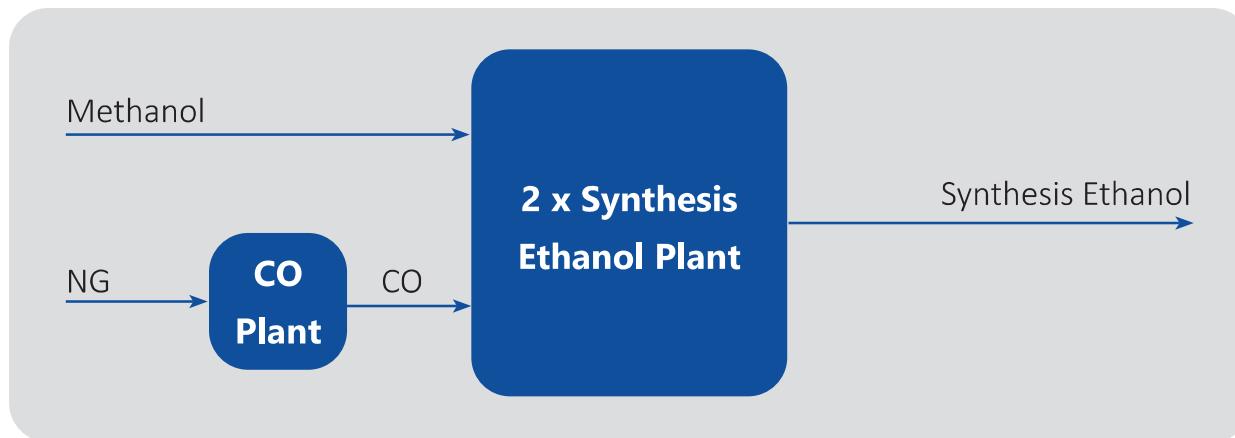 Methanol
2 x Synthesis
Ethanol Plant
Synthesis Ethanol
NG
CO
Plant
CO